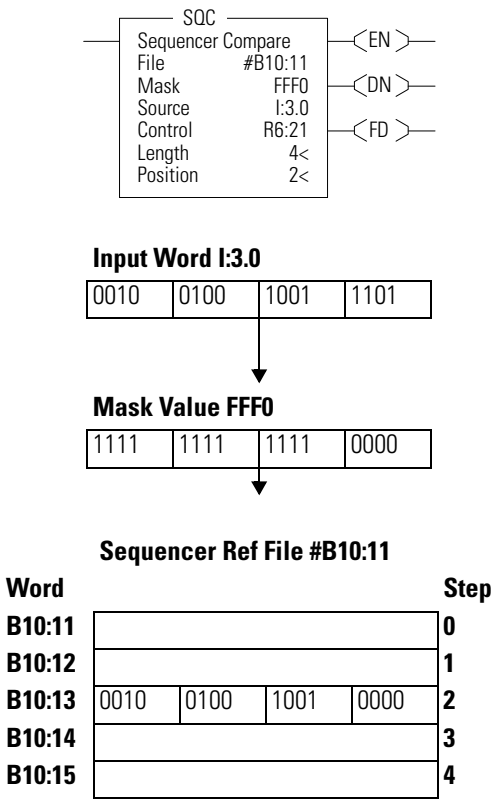 SQC
Sequencer Compare
File #B10:11
Mask FFF0
Source I:3.0
Control R6:21
Length 4<
Position 2<
EN
DN
FD
Input Word I:3.0
0010 0100 1001 1101
Mask Value FFF0
1111 1111 1111 0000
Sequencer Ref File #B10:11
Word Step
B10:11 0
B10:12 1
B10:13 0010 0100 1001 0000 2
B10:14 3
B10:15 4